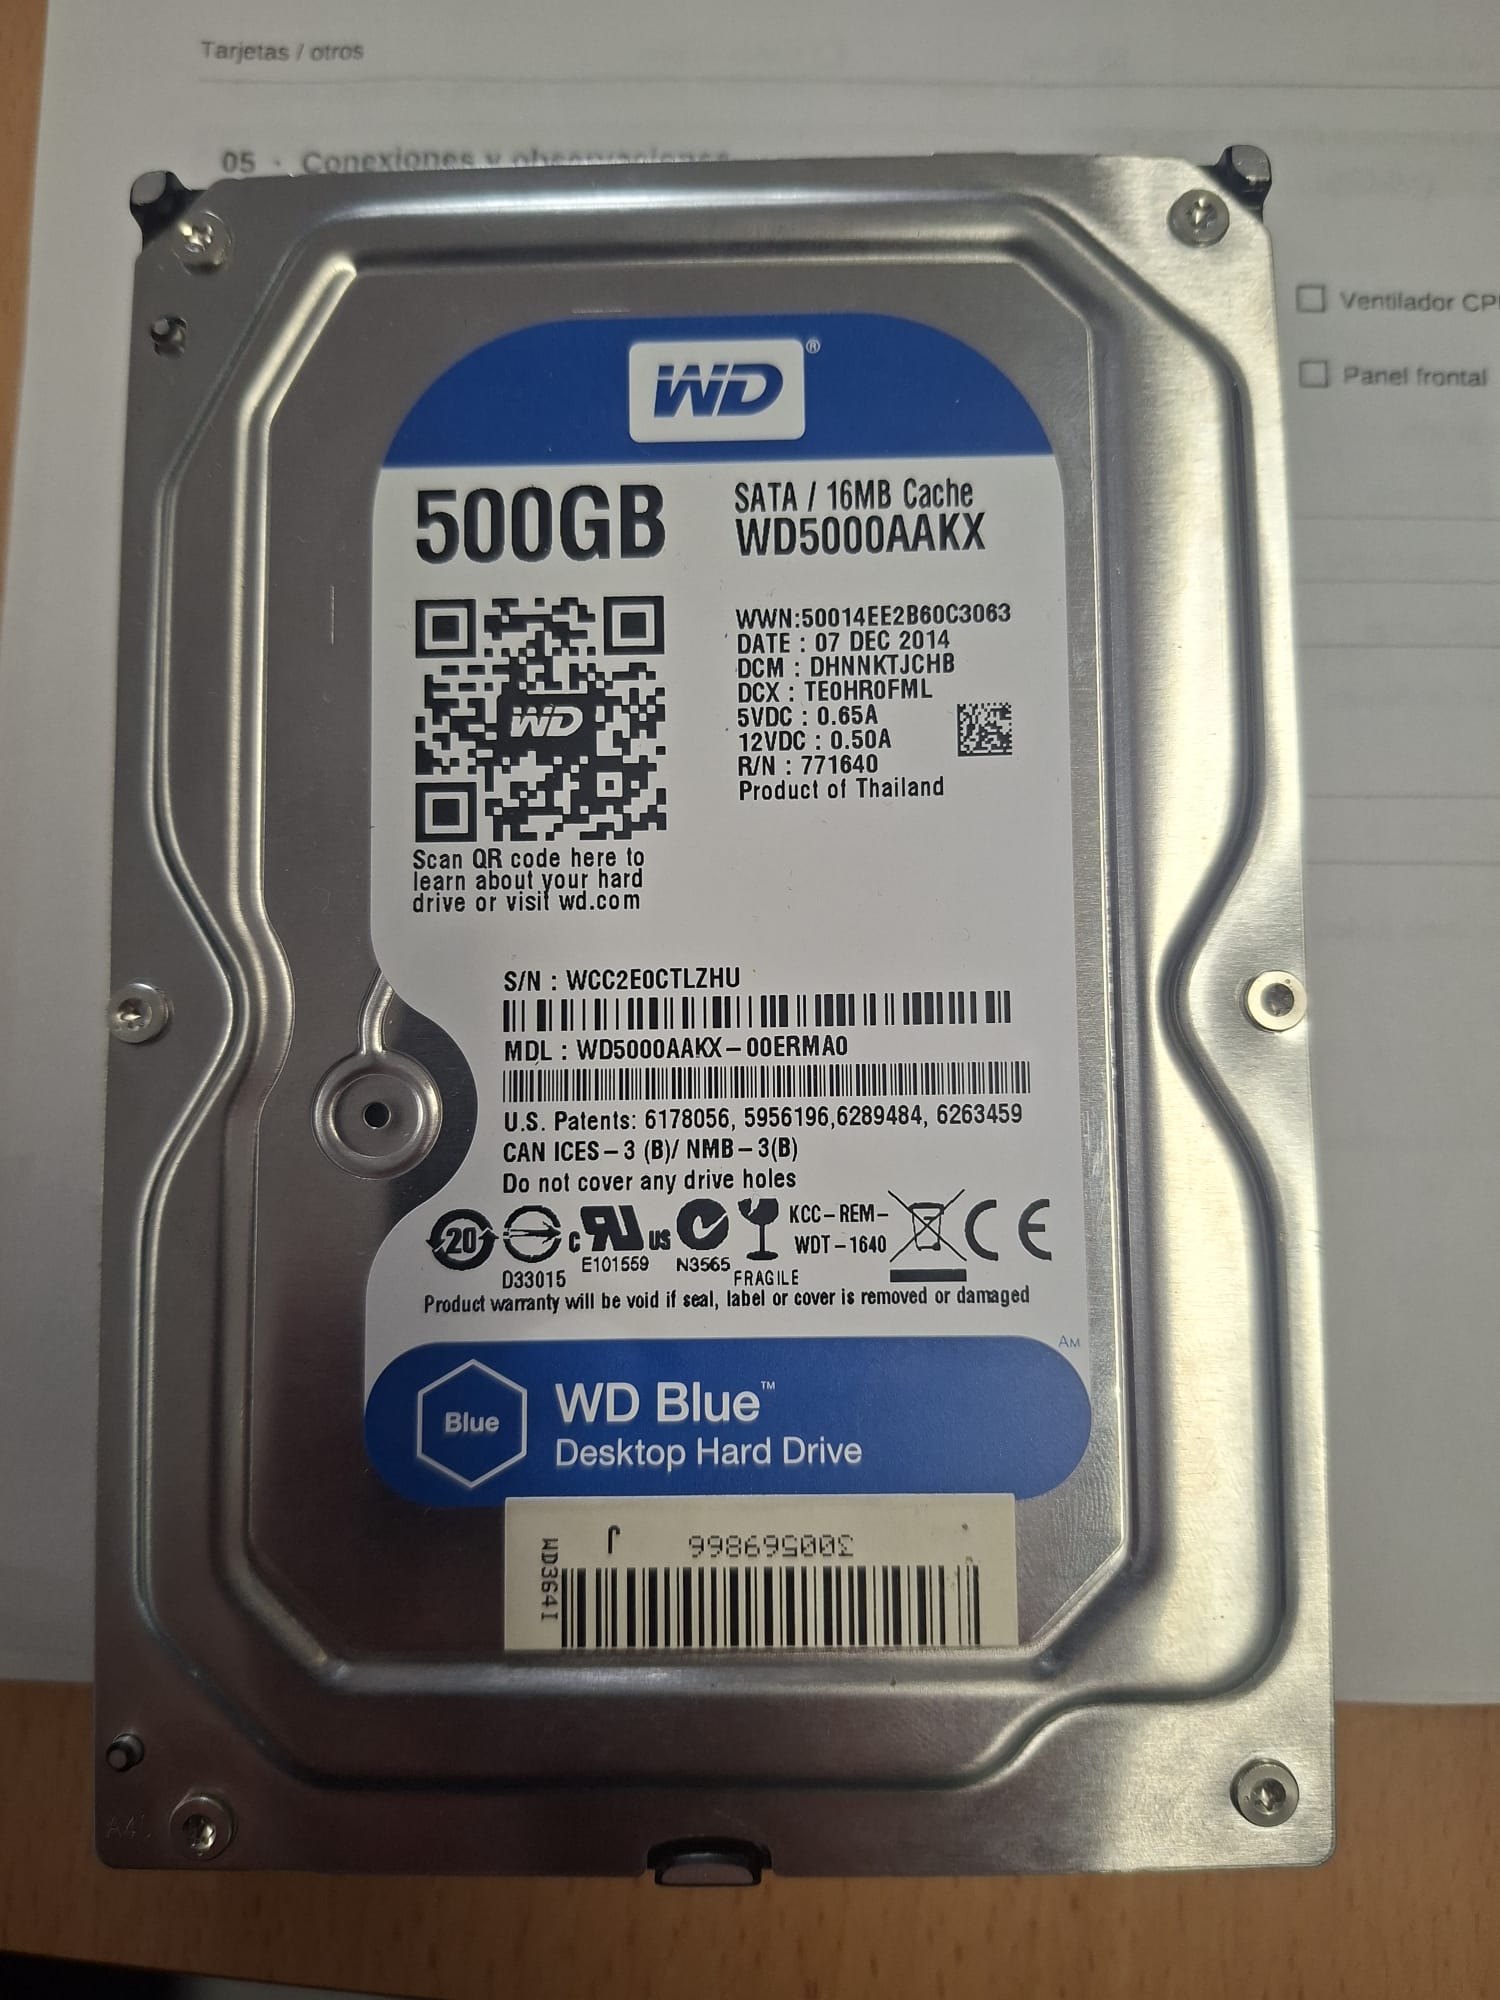 Tarjetas / otros
05 · Conexiones y observaciones
Ventilador CP
Panel frontal
WD®
500GB
SATA / 16MB Cache
WD5000AAKX
WWN:50014EE2B60C3063
DATE : 07 DEC 2014
DCM : DHNNKTJCHB
DCX : TE0HR0FML
5VDC : 0.65A
12VDC : 0.50A
R/N : 771640
Product of Thailand
WD
Scan QR code here to
learn about your hard
drive or visit wd.com
S/N : WCC2E0CTLZHU
MDL : WD5000AAKX-00ERMA0
U.S. Patents: 6178056, 5956196,6289484, 6263459
CAN ICES-3 (B)/ NMB-3(B)
Do not cover any drive holes
20
D33015
C
US
E101559
N3565
FRAGILE
KCC-REM-
WDT-1640
CE
Product warranty will be void if seal, label or cover is removed or damaged
AM
Blue
WD Blue™
Desktop Hard Drive
J
3000569866
WD364I